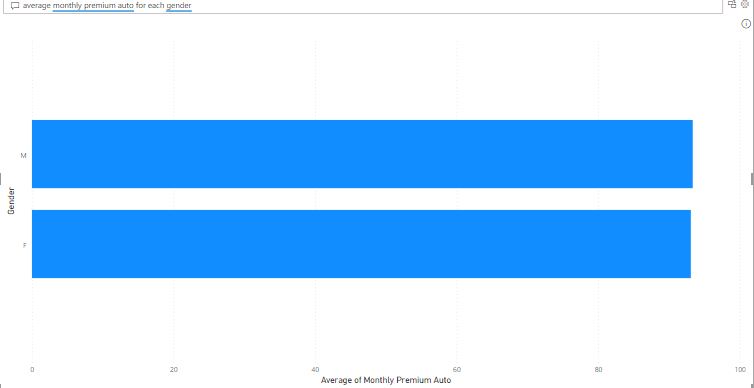 average monthly premium auto for each gender
M
Gender
F
0 20 40 60 80 100
Average of Monthly Premium Auto